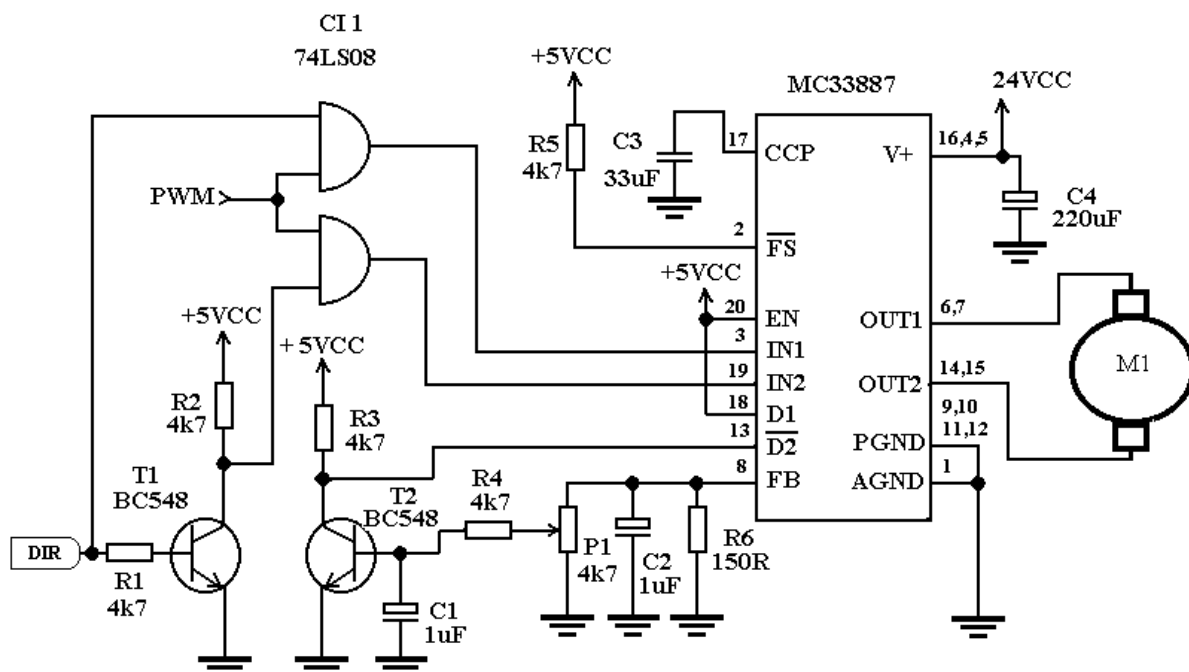 CI 1
74LS08
+5VCC
MC33887
24VCC
R5
4k7
C3
33uF
17
CCP
V+
16,4,5
C4
220uF
PWM
2
FS
+5VCC
20
EN
3
IN1
19
IN2
18
D1
13
D2
8
FB
OUT1
6,7
OUT2
14,15
9,10
PGND
11,12
AGND
1
M1
+5VCC
R2
4k7
+5VCC
R3
4k7
T1
BC548
T2
BC548
R4
4k7
DIR
R1
4k7
C1
1uF
P1
4k7
C2
1uF
R6
150R